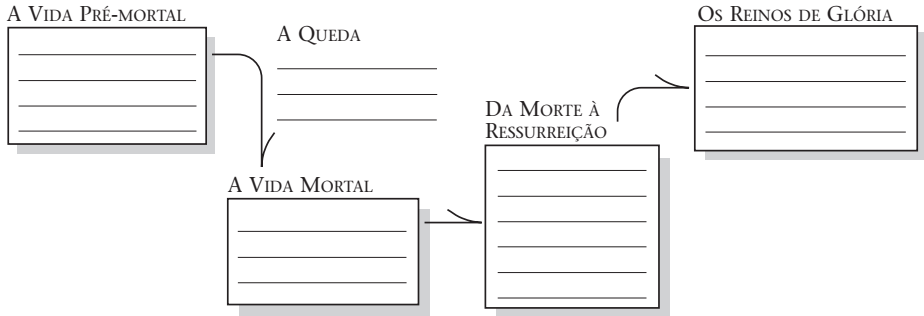 A Vida Pré-mortal
A Queda
A Vida Mortal
Da Morte à
Ressurreição
Os Reinos de Glória